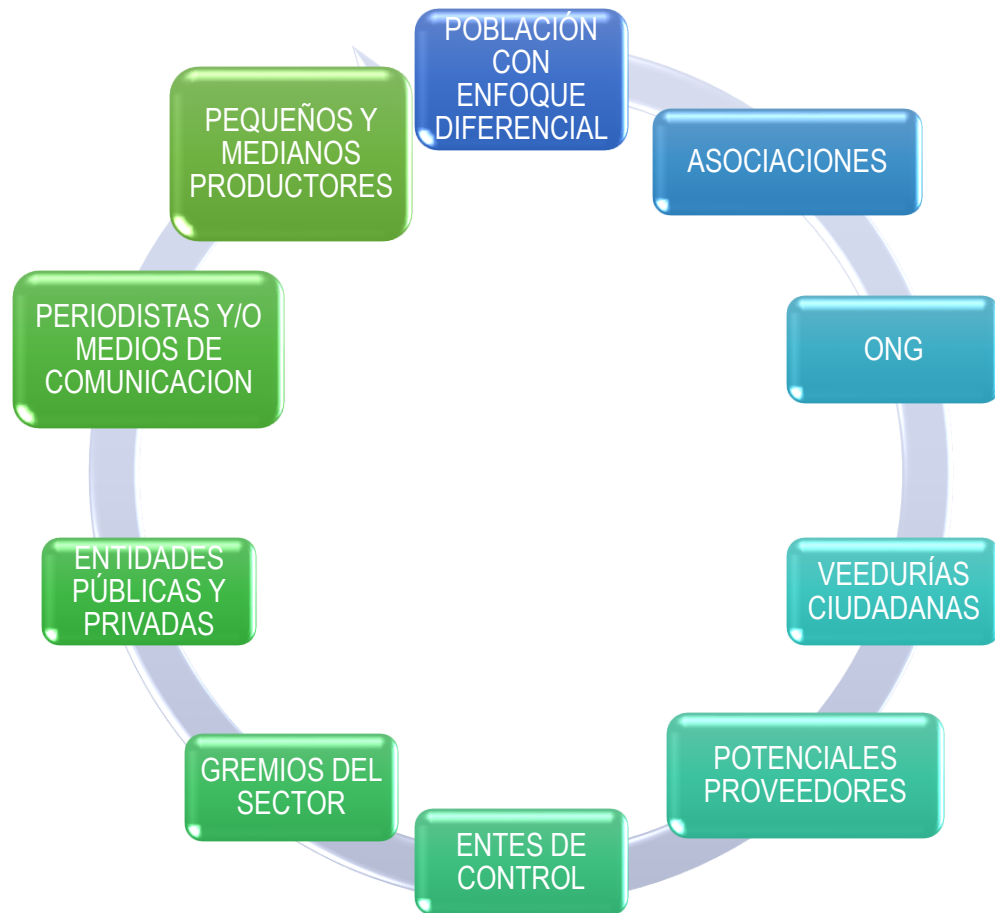 POBLACIÓN
CON
ENFOQUE
DIFERENCIAL
ASOCIACIONES
ONG
VEEDURÍAS
CIUDADANAS
POTENCIALES
PROVEEDORES
ENTES DE
CONTROL
GREMIOS DEL
SECTOR
ENTIDADES
PÚBLICAS Y
PRIVADAS
PERIODISTAS Y/O
MEDIOS DE
COMUNICACION
PEQUEÑOS Y
MEDIANOS
PRODUCTORES